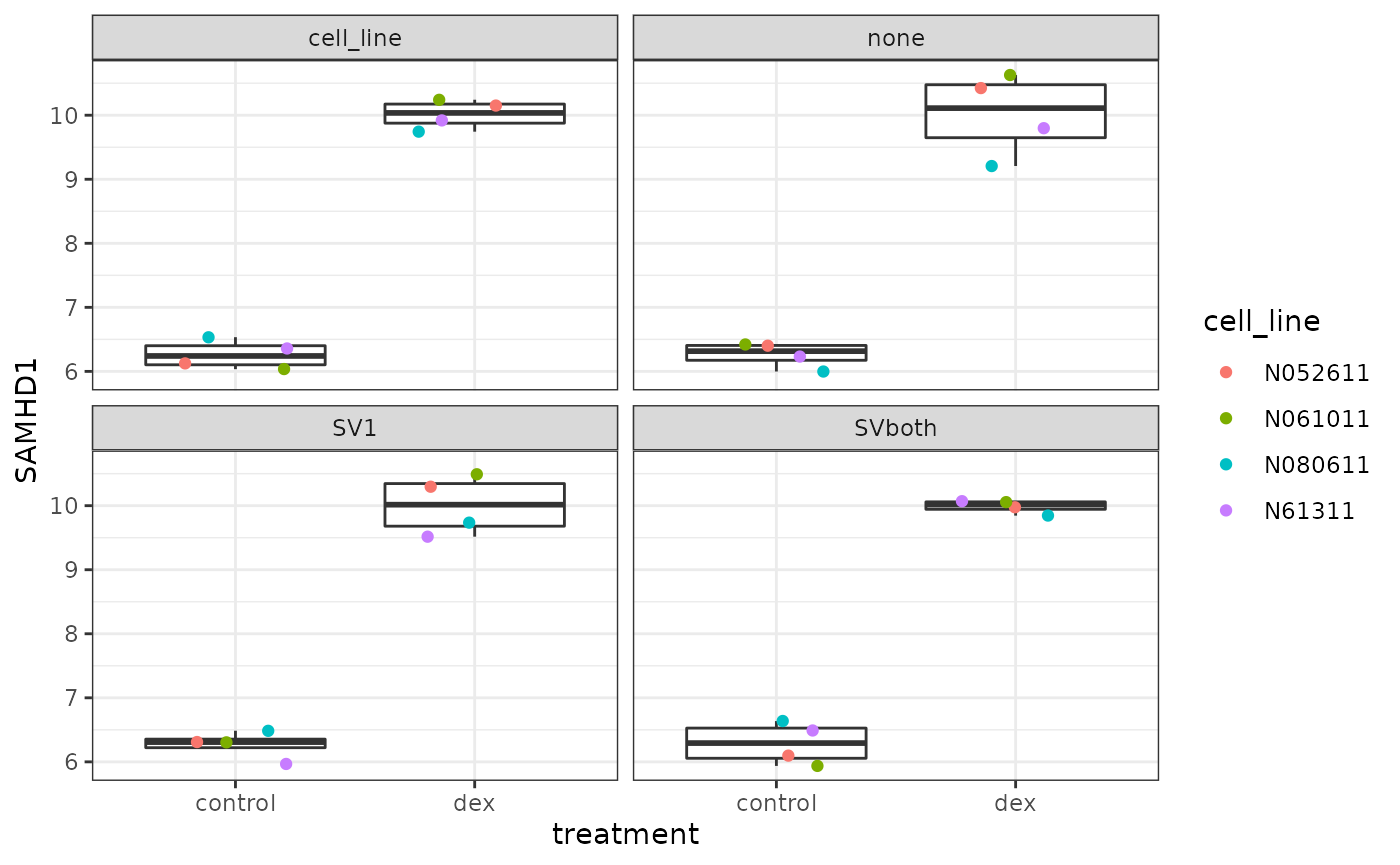 cell_line
none
10
9
8
7
6
SV1
SVboth
10
9
8
7
6
control
dex
control
dex
treatment
SAMHD1
cell_line
N052611
N061011
N080611
N61311